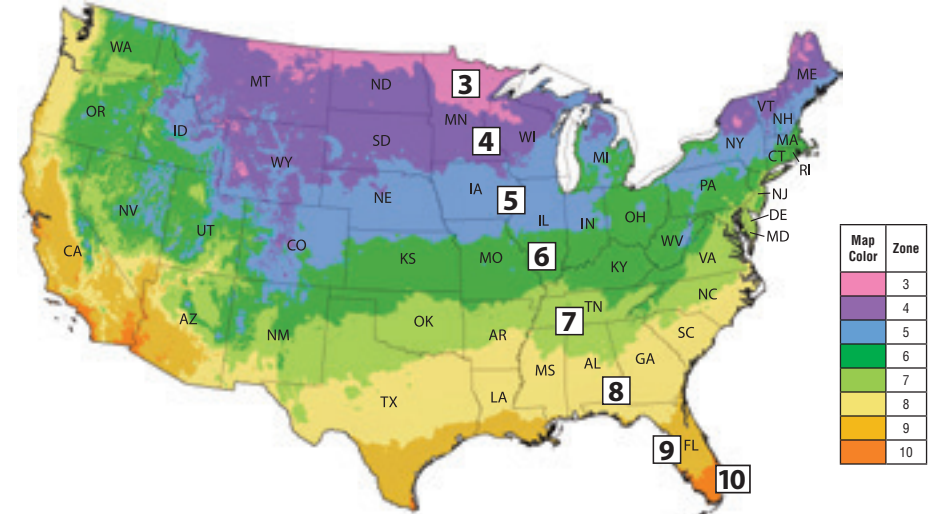 WA
MT
ND
MN
3
ME
OR
ID
SD
4
WI
VT
NH
WY
MI
NY
MA
CT
RI
NE
IA
5
PA
NJ
NV
UT
CO
IL
IN
OH
DE
MD
CA
KS
MO
6
WV
VA
KY
AZ
NM
OK
AR
7
TN
NC
SC
TX
LA
MS
AL
GA
8
9
FL
10
Map
Color
Zone
3
4
5
6
7
8
9
10